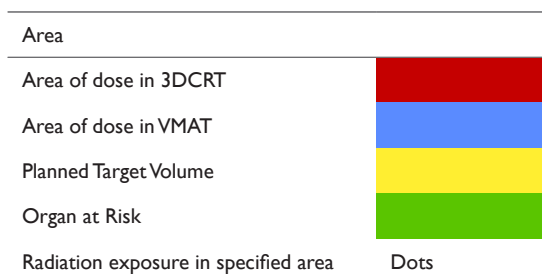 Area
Area of dose in 3DCRT
Area of dose in VMAT
Planned Target Volume
Organ at Risk
Radiation exposure in specified area Dots